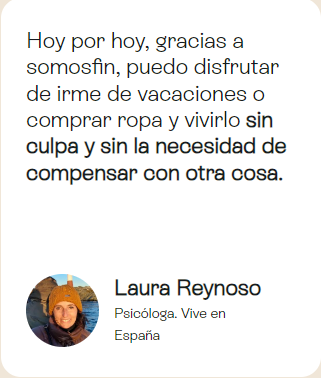 Hoy por hoy, gracias a
somosfin, puedo disfrutar
de irme de vacaciones o
comprar ropa y vivirlo sin
culpa y sin la necesidad de
compensar con otra cosa.
Laura Reynoso
Psicóloga. Vive en
España